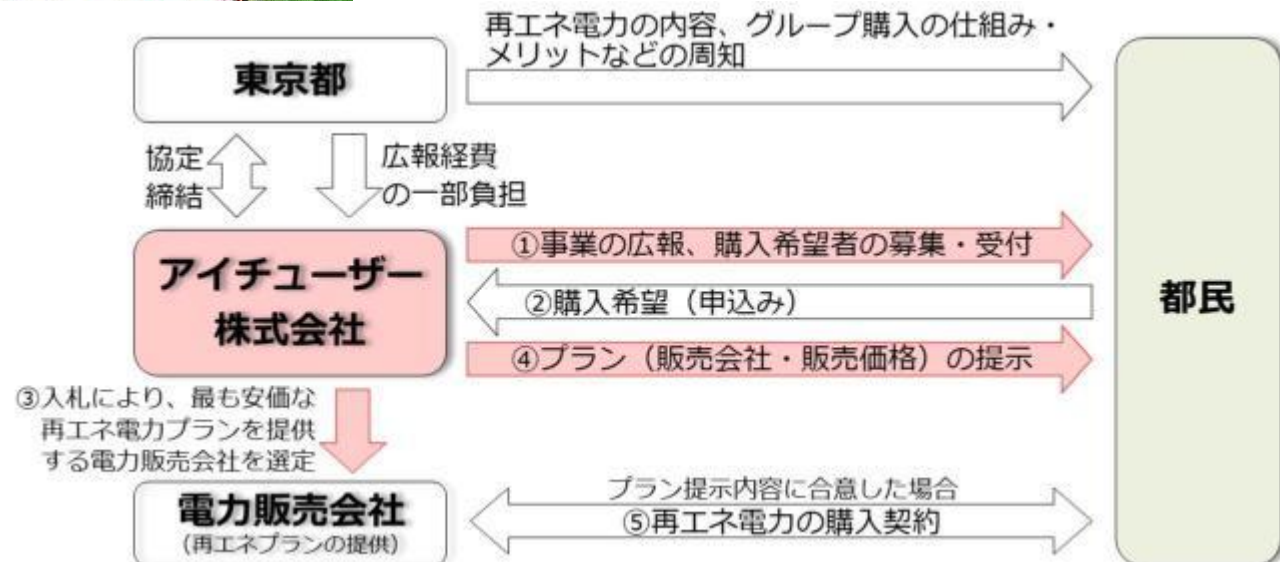 再エネ電力の内容、グループ購入の仕組み・
メリットなどの周知
東京都
協定
締結
広報経費
の一部負担
①事業の広報、購入希望者の募集・受付
アイチューザー
株式会社
②購入希望（申込み）
都民
④プラン（販売会社・販売価格）の提示
③入札により、最も安価な
再エネ電力プランを提供
する電力販売会社を選定
電力販売会社
(再エネプランの提供)
プラン提示内容に合意した場合
⑤再エネ電力の購入契約